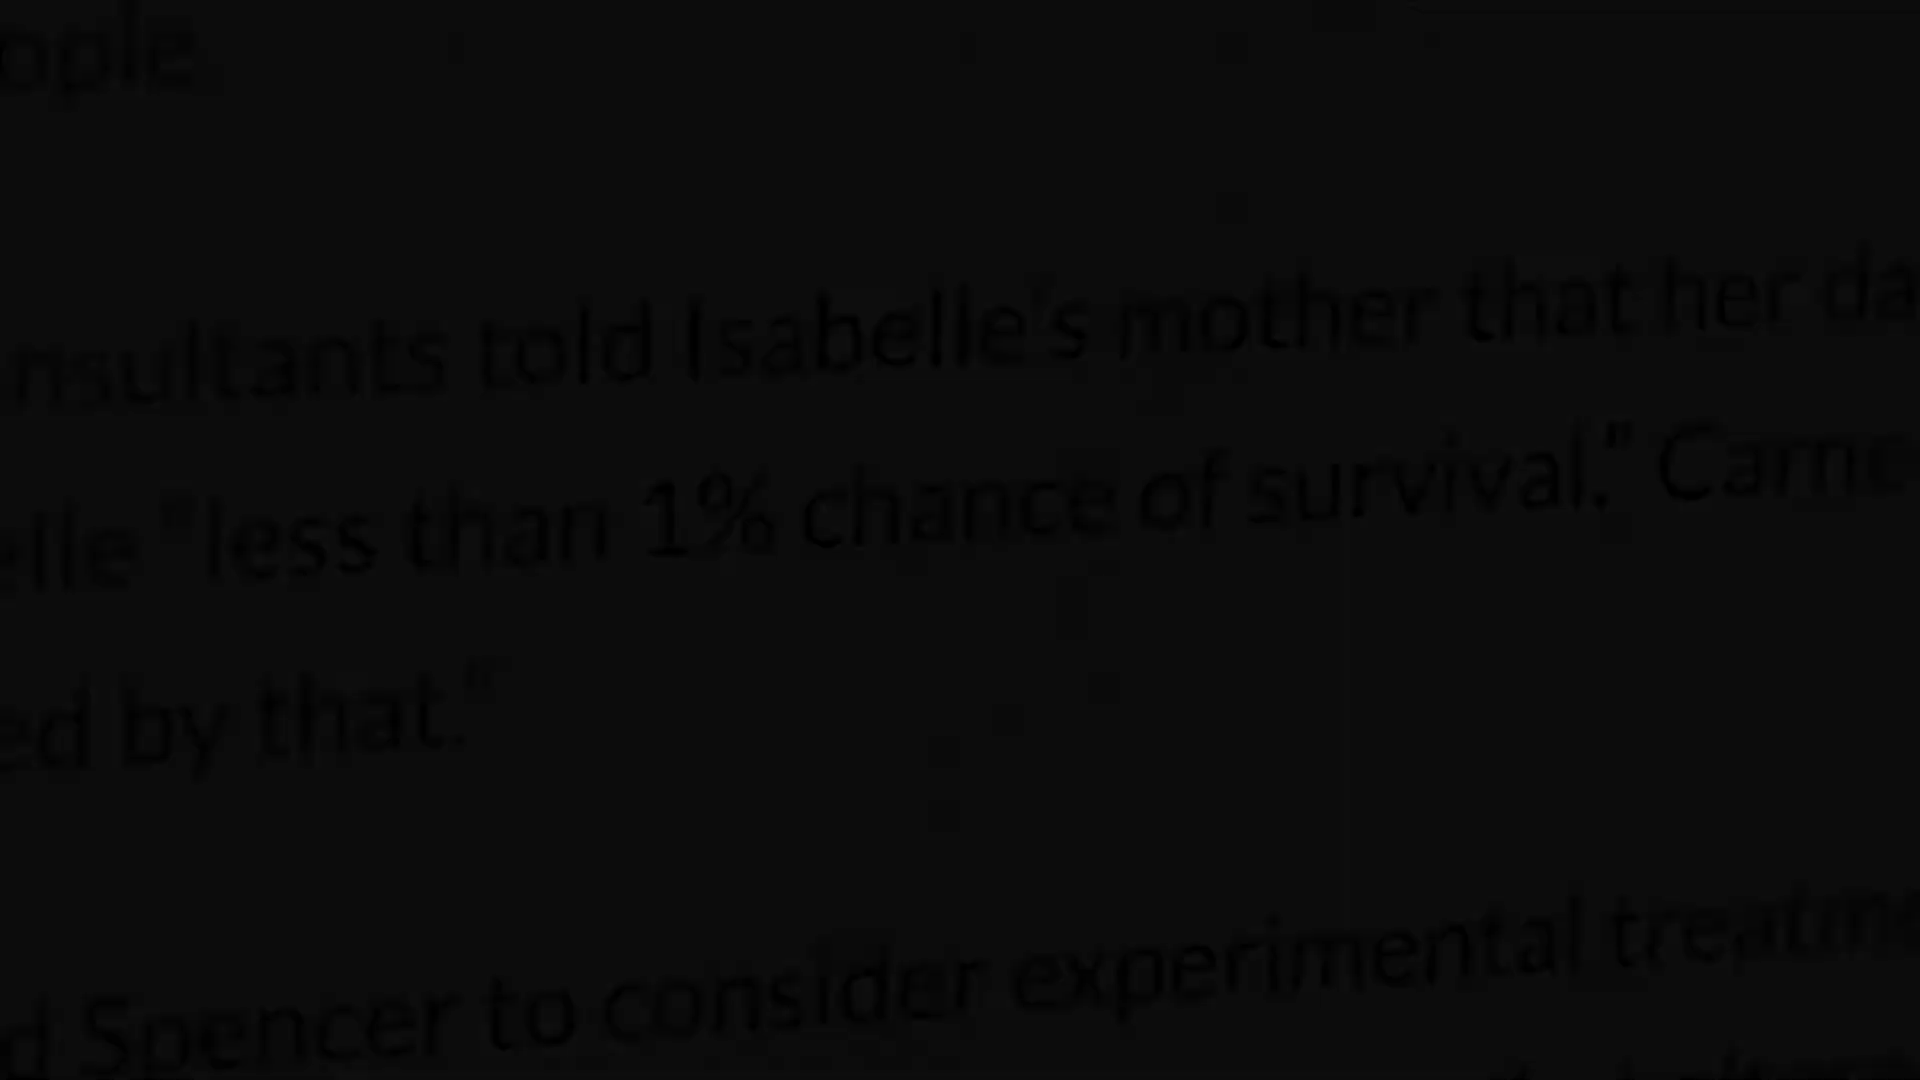 ople
nsultants told Isabelle's mother that her da
elle "less than 1% chance of survival." Carne
ed by that."
d Spencer to consider experimental treatme